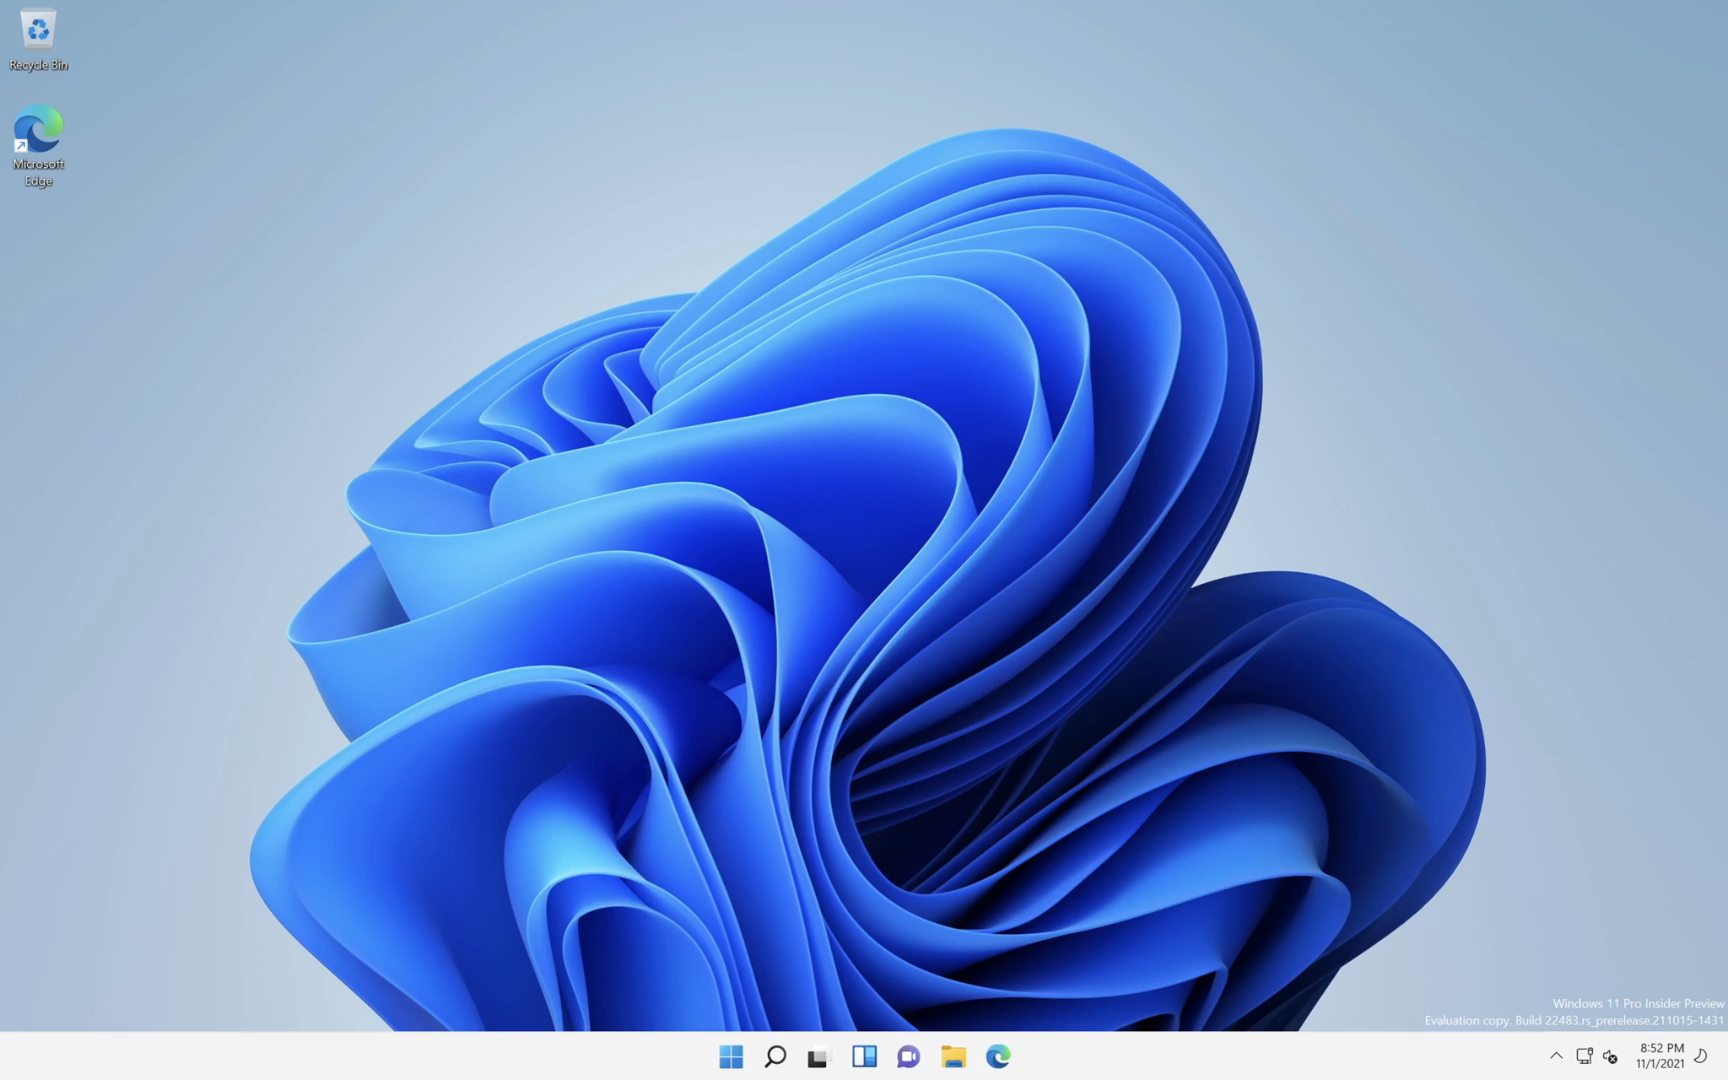 Recycle Bin
Microsoft
Edge
Windows 11 Pro Insider Preview
Evaluation copy. Build 22483.rs_prerelease.211015-1431
8:52 PM
11/1/2021